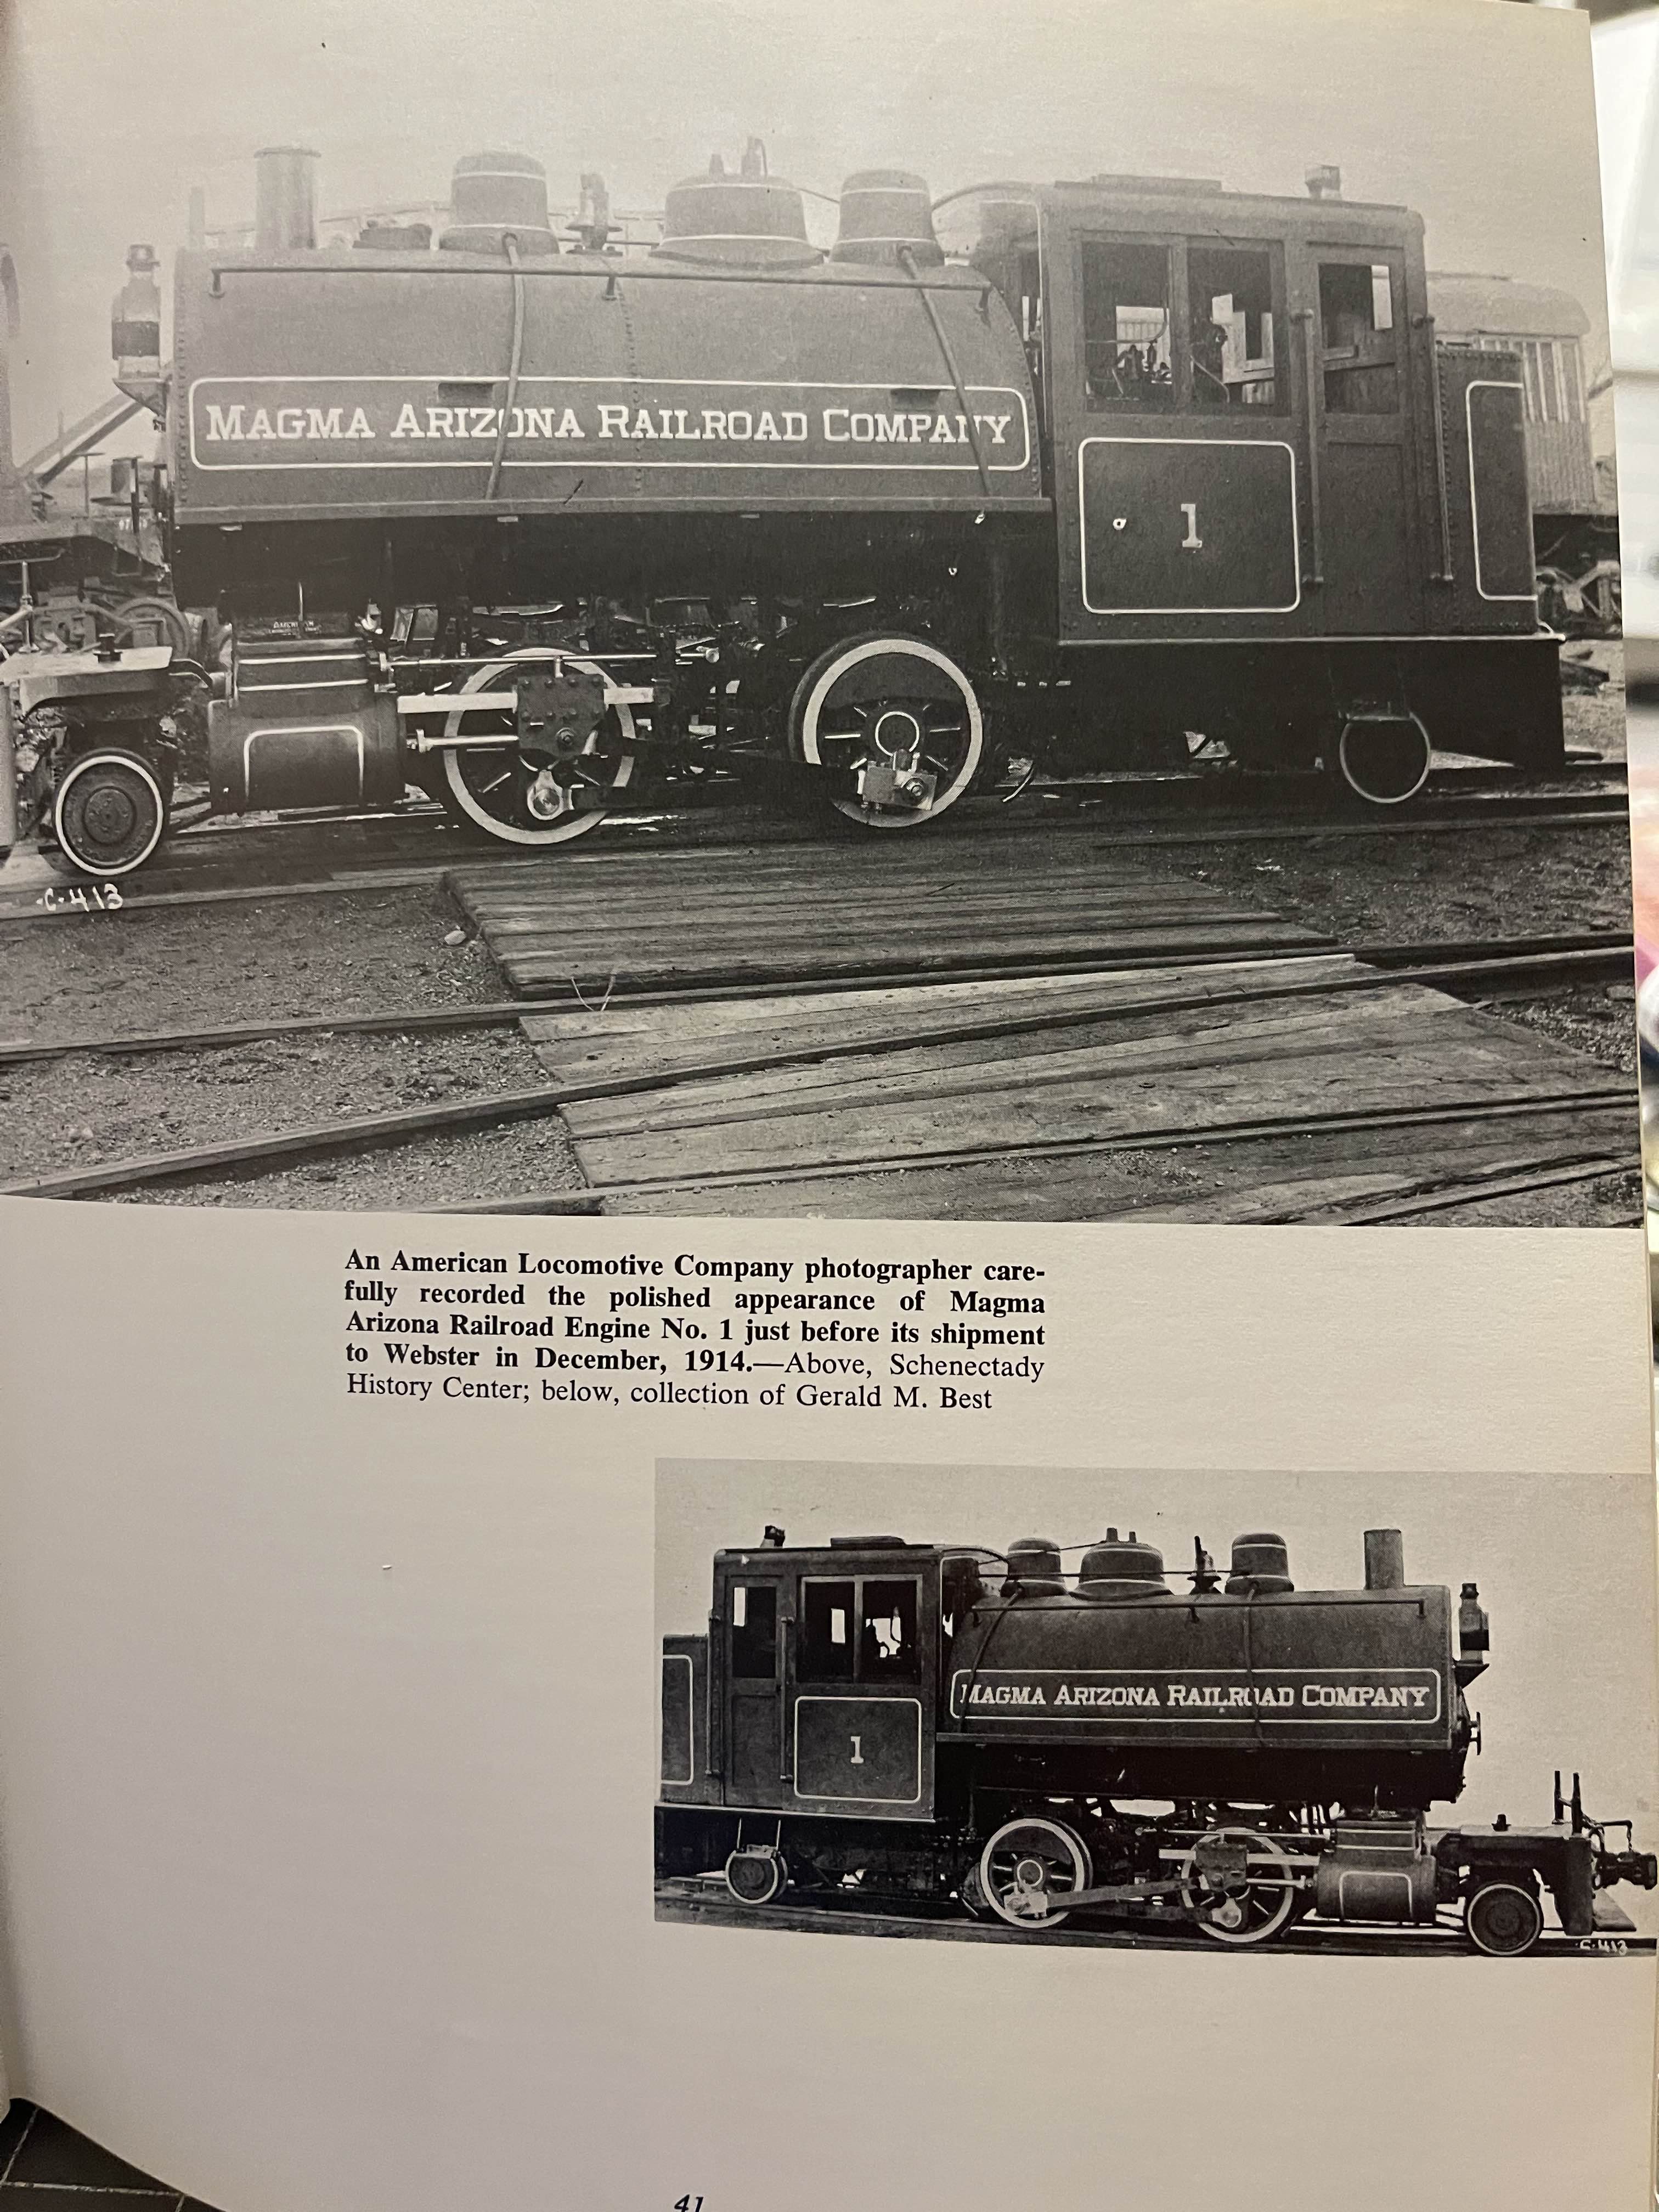 MAGMA ARIZONA RAILROAD COMPANY
1
C-413
An American Locomotive Company photographer care-
fully recorded the polished appearance of Magma
Arizona Railroad Engine No. 1 just before its shipment
to Webster in December, 1914.—Above, Schenectady
History Center; below, collection of Gerald M. Best
MAGMA ARIZONA RAILROAD COMPANY
1
C-413
41